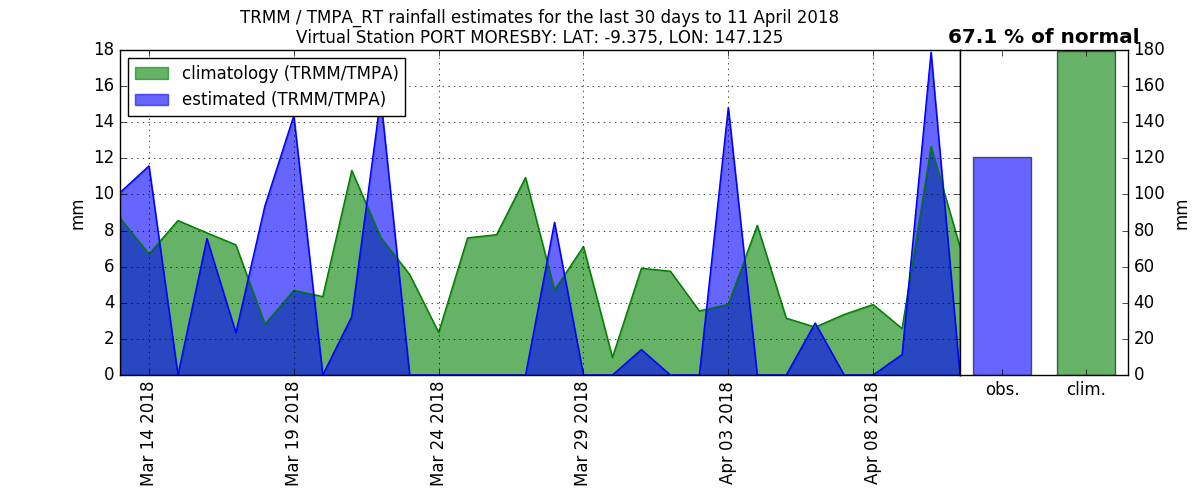 TRMM / TMPA_RT rainfall estimates for the last 30 days to 11 April 2018
Virtual Station PORT MORESBY: LAT: -9.375, LON: 147.125
67.1 % of normal
climatology (TRMM/TMPA)
estimated (TRMM/TMPA)
18
16
14
12
10
8
6
4
2
0
mm
Mar 14 2018
Mar 19 2018
Mar 24 2018
Mar 29 2018
Apr 03 2018
Apr 08 2018
obs.
clim.
180
160
140
120
100
80
60
40
20
0
mm